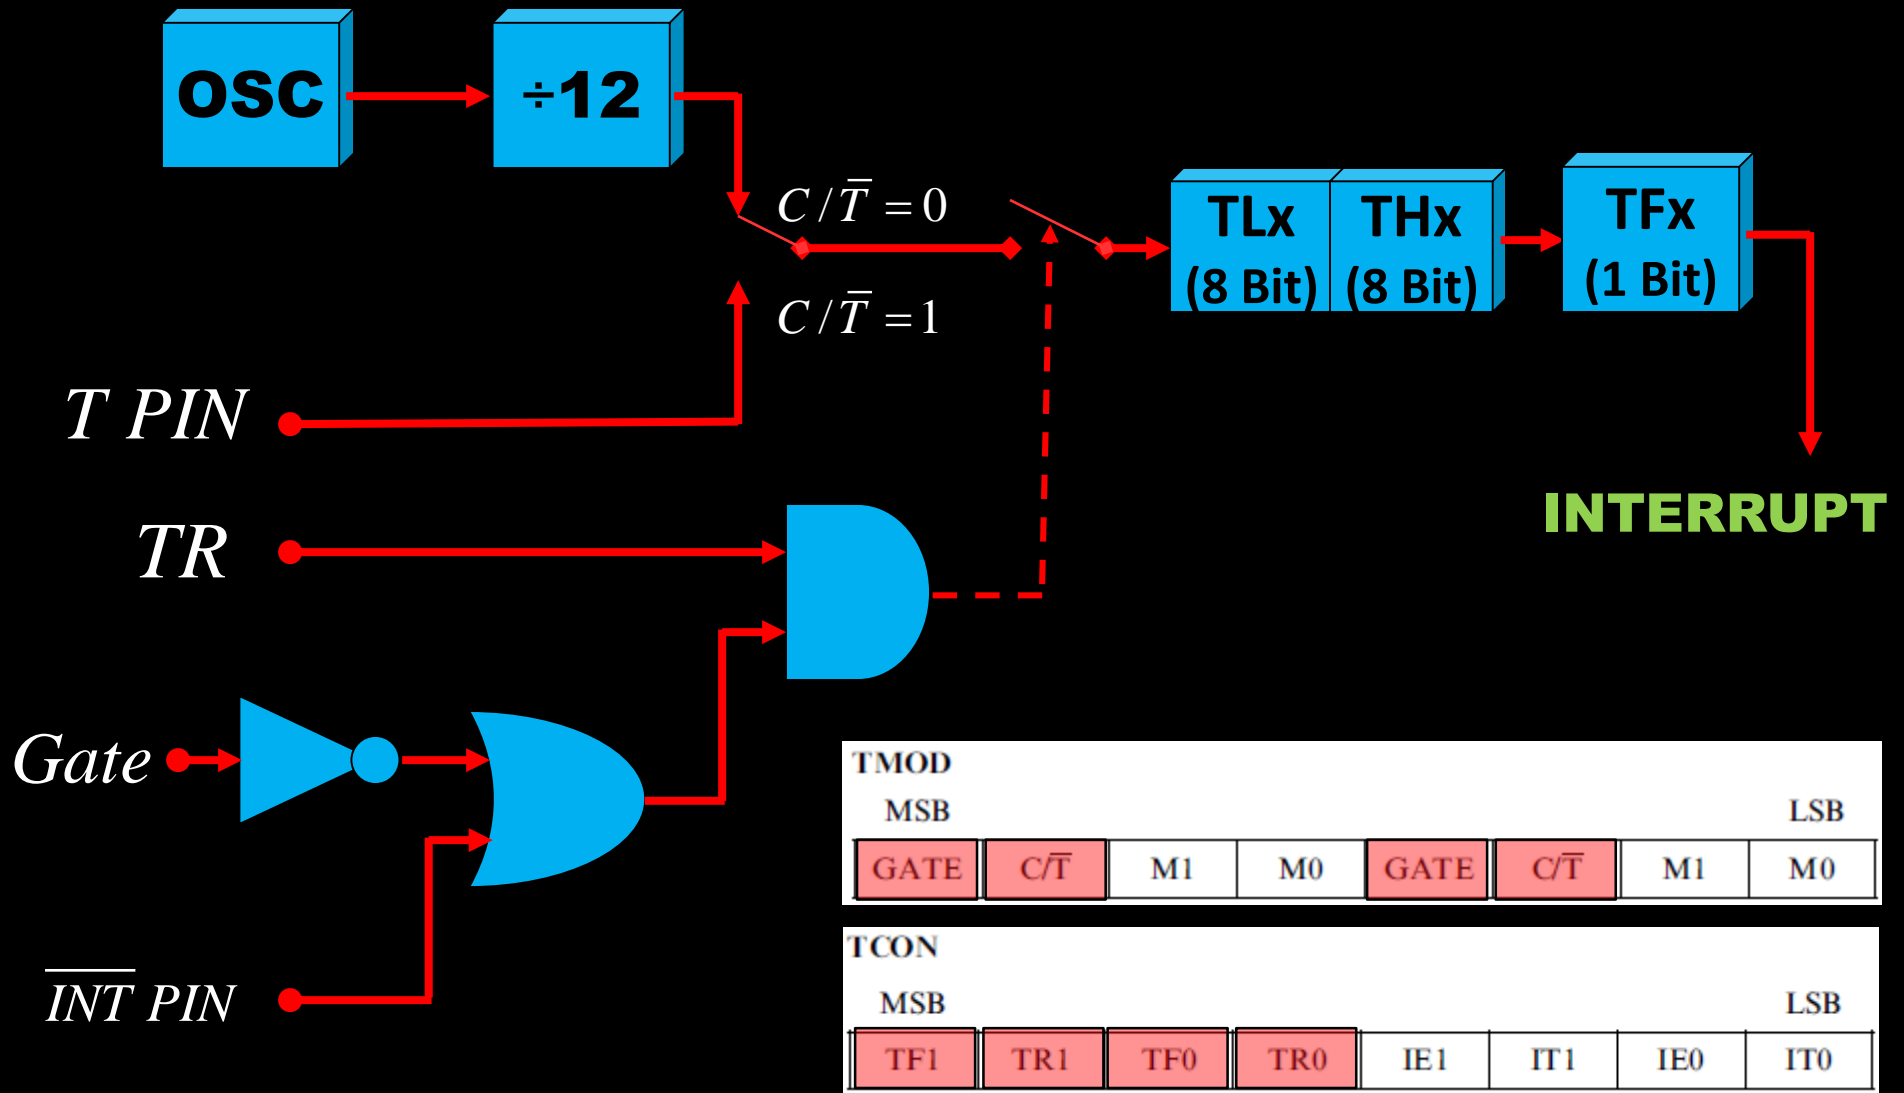 OSC
÷12
C/T̅ = 0
C/T̅ = 1
TLx
(8 Bit)
THx
(8 Bit)
TFx
(1 Bit)
T PIN
INTERRUPT
TR
Gate
I̅N̅T̅ PIN
TMOD
MSB LSB
GATE C/T̅ M1 M0 GATE C/T̅ M1 M0
TCON
MSB LSB
TF1 TR1 TF0 TR0 IE1 IT1 IE0 IT0